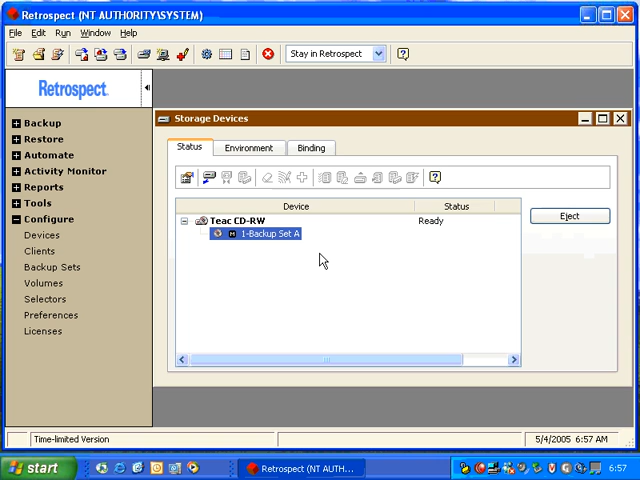 Retrospect (NT AUTHORITY\SYSTEM)
File Edit Run Window Help
Stay in Retrospect
Retrospect
Storage Devices
Backup
Restore
Automate
Activity Monitor
Reports
Tools
Configure
Devices
Clients
Backup Sets
Volumes
Selectors
Preferences
Licenses
Status Environment Binding
Device Status
Teac CD-RW Ready
M 1-Backup Set A
Eject
Time-limited Version 5/4/2005 6:57 AM
start Retrospect (NT AUTH... 6:57